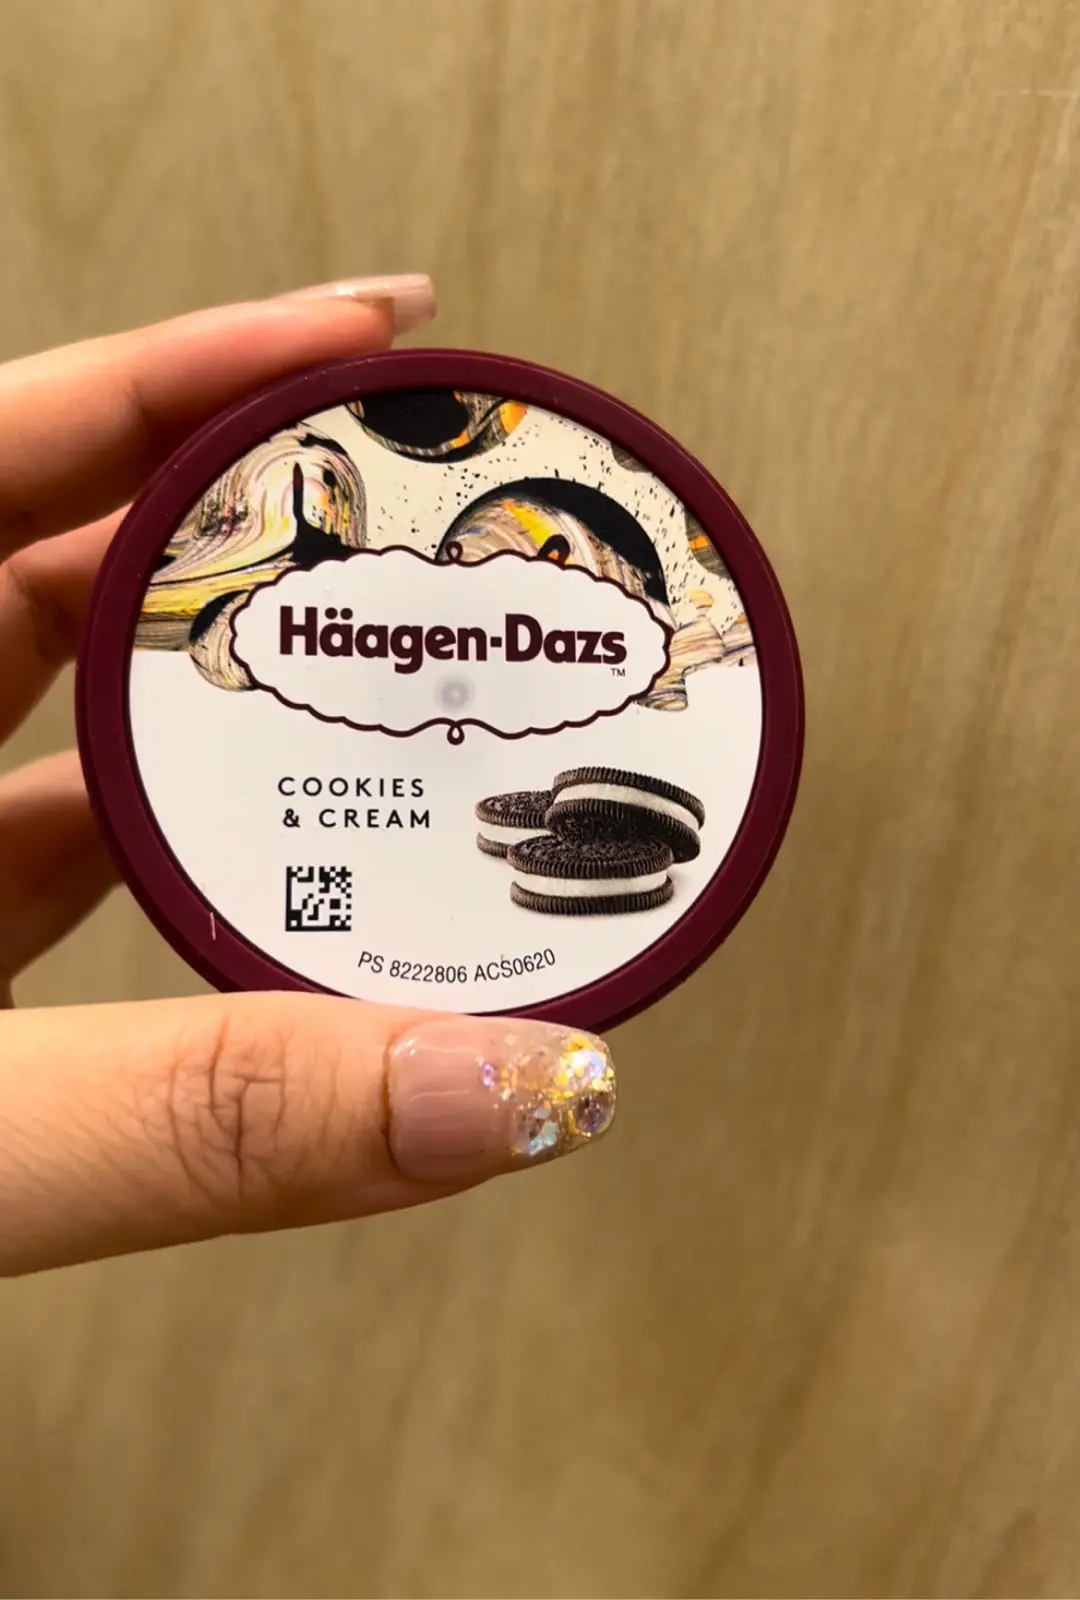 Häagen-Dazs
TM
COOKIES
& CREAM
PS 8222806 ACS0620